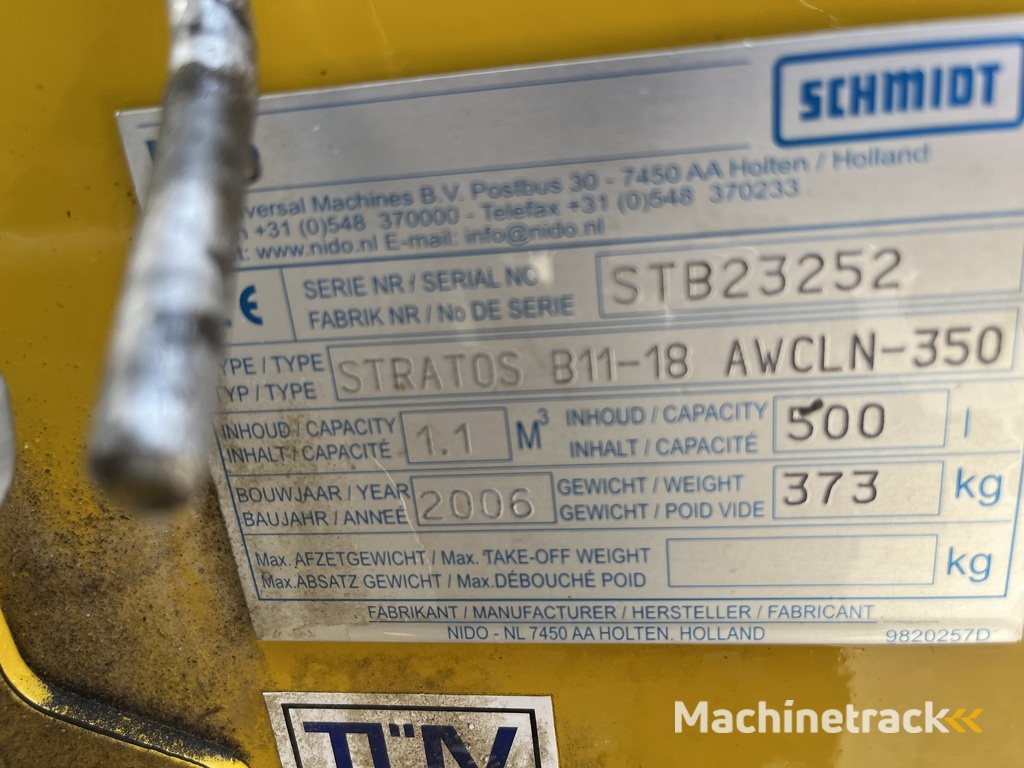 SCHMIDT
Machines B.V. Postbus 30 - 7450 AA Holten / Holland
+31 (0)548 370000 - Telefax +31 (0)548 370233
www.nido.nl E-mail: info@nido.nl
CE
SERIE NR / SERIAL NO
FABRIK NR / No DE SERIE
STB23252
/ TYPE
/ TYPE
STRATOS B11-18 AWCLN-350
INHOUD / CAPACITY
INHALT / CAPACITÉ
1.1 M³
INHOUD / CAPACITY
INHALT / CAPACITÉ
500 l
BOUWJAAR / YEAR
BAUJAHR / ANNEÉ
2006
GEWICHT / WEIGHT
GEWICHT / POID VIDE
373 kg
Max. AFZETGEWICHT / Max. TAKE-OFF WEIGHT
Max. ABSATZ GEWICHT / Max. DÉBOUCHÉ POID
kg
FABRIKANT / MANUFACTURER / HERSTELLER / FABRICANT
NIDO - NL 7450 AA HOLTEN. HOLLAND
9820257D
TÜV
Machinetrack